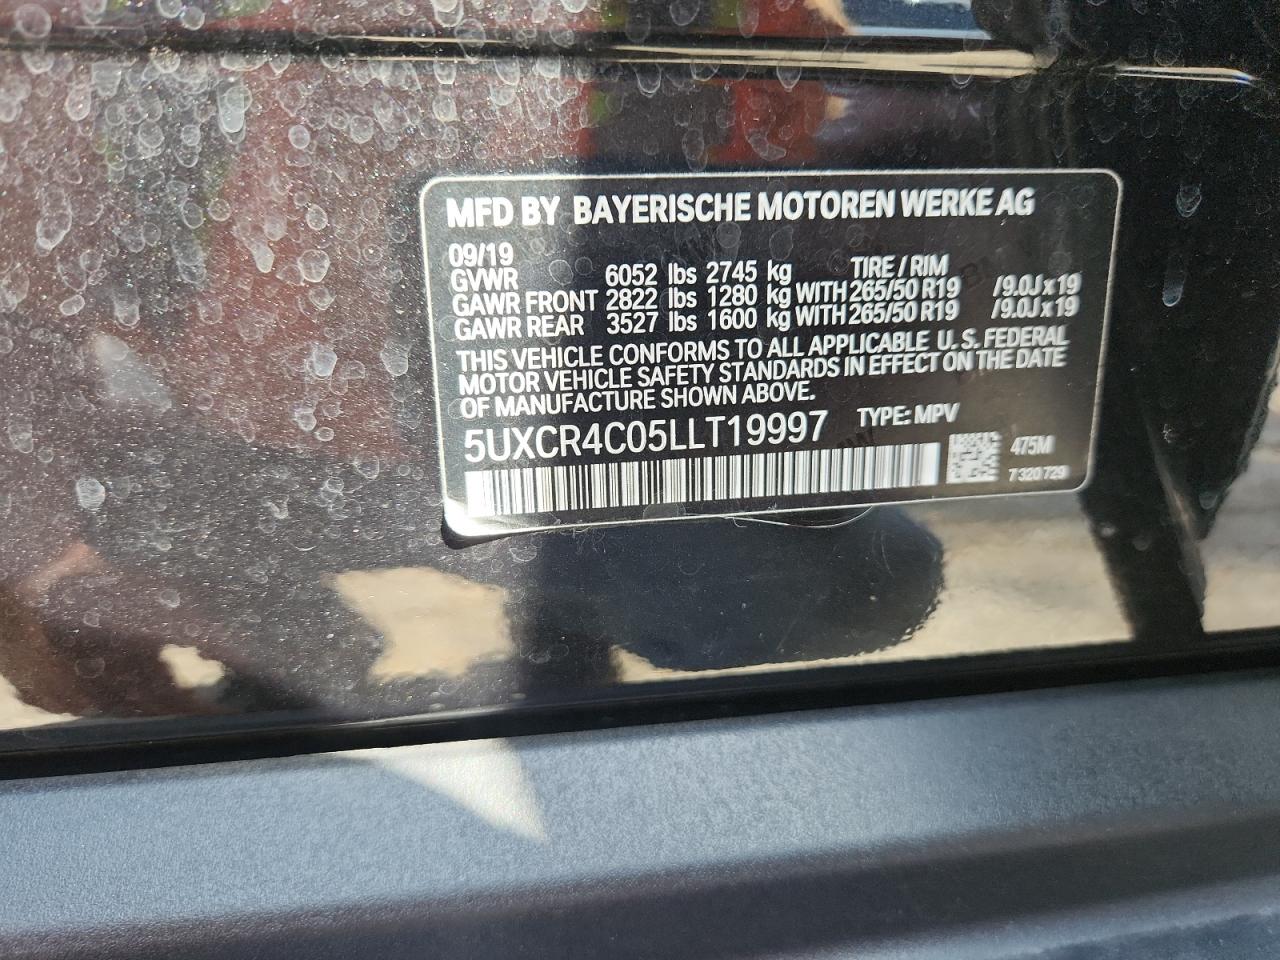 MFD BY BAYERISCHE MOTOREN WERKE AG
09/19
GVWR 6052 lbs 2745 kg TIRE / RIM
GAWR FRONT 2822 lbs 1280 kg WITH 265/50 R19 /9.0J x 19
GAWR REAR 3527 lbs 1600 kg WITH 265/50 R19 /9.0J x 19
THIS VEHICLE CONFORMS TO ALL APPLICABLE U.S. FEDERAL
MOTOR VEHICLE SAFETY STANDARDS IN EFFECT ON THE DATE
OF MANUFACTURE SHOWN ABOVE.
5UXCR4C05LLT19997 TYPE: MPV
475M
7 320 729